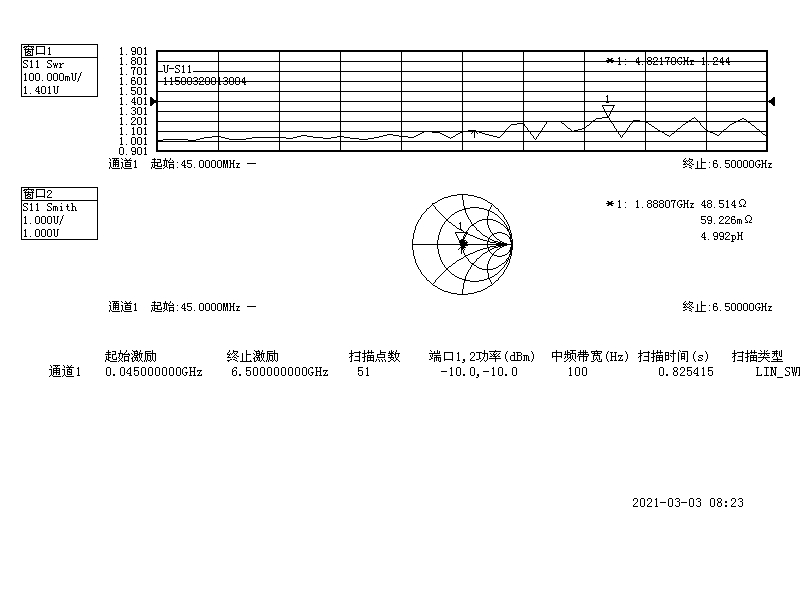 窗口1
S11 Swr
100.000mU/
1.401U
1.901
1.801
1.701
1.601
1.501
1.401
1.301
1.201
1.101
1.001
0.901
U-S11
11500320013004
1: 4.82170GHz 1.244
1
通道1 起始:45.0000MHz — 终止:6.50000GHz
窗口2
S11 Smith
1.000U/
1.000U
1
1: 1.88807GHz 48.514Ω
59.226mΩ
4.992pH
通道1 起始:45.0000MHz — 终止:6.50000GHz
起始激励 终止激励 扫描点数 端口1,2功率(dBm) 中频带宽(Hz) 扫描时间(s) 扫描类型
通道1 0.045000000GHz 6.500000000GHz 51 -10.0,-10.0 100 0.825415 LIN_SW
2021-03-03 08:23